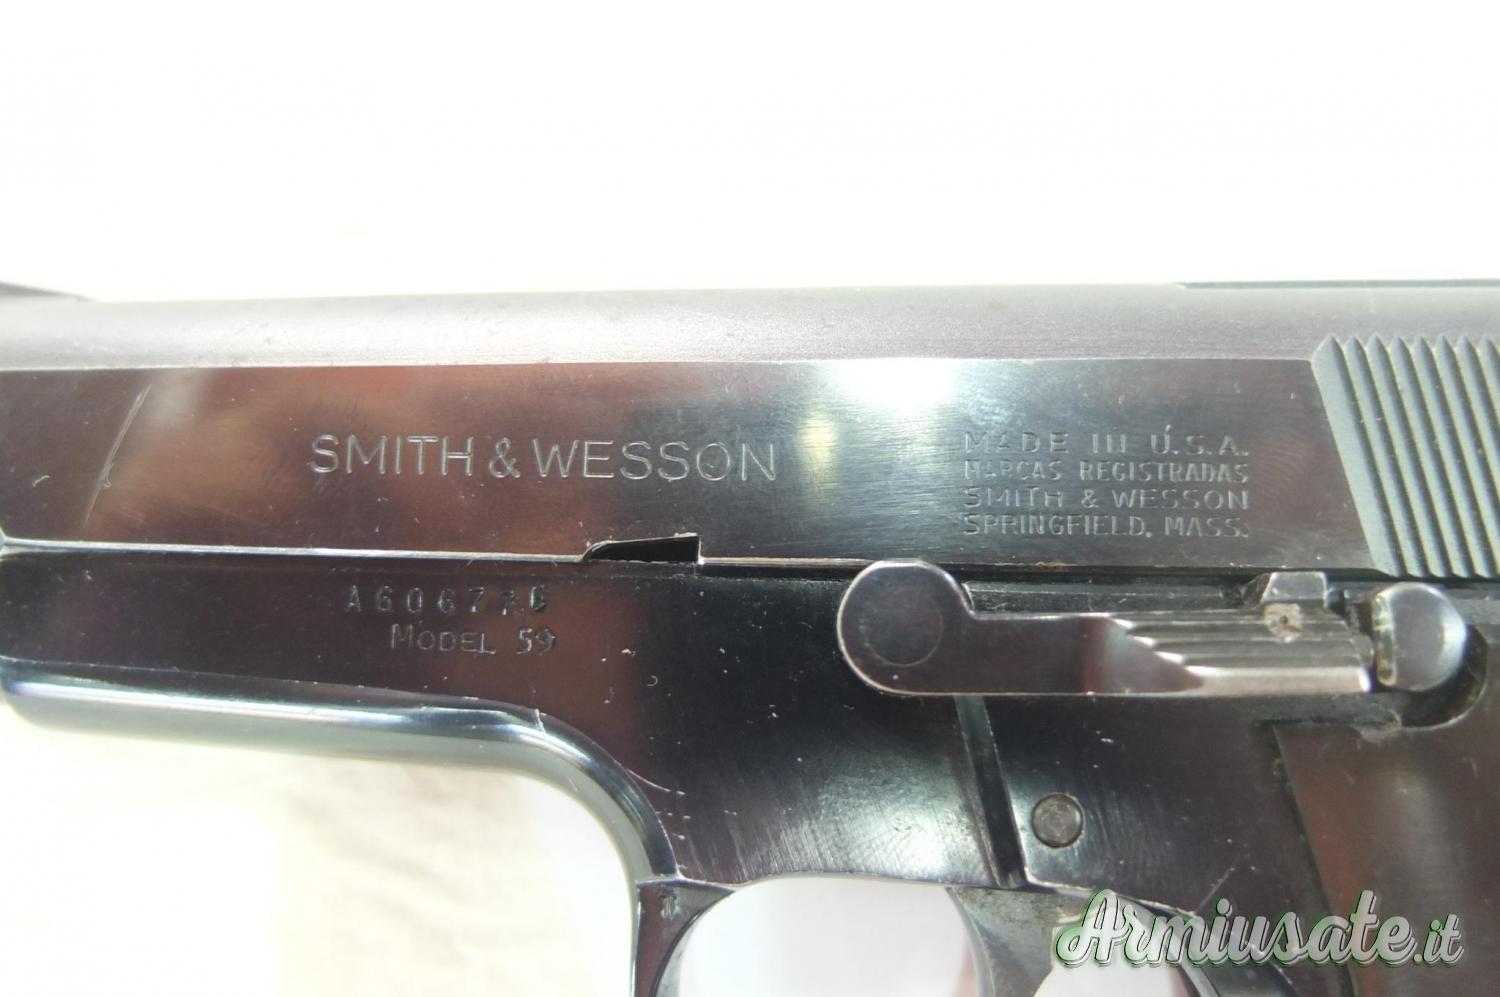 SMITH & WESSON
MADE IN U.S.A.
MARCAS REGISTRADAS
SMITH & WESSON
SPRINGFIELD, MASS.
MODEL 59
Armiusate.it